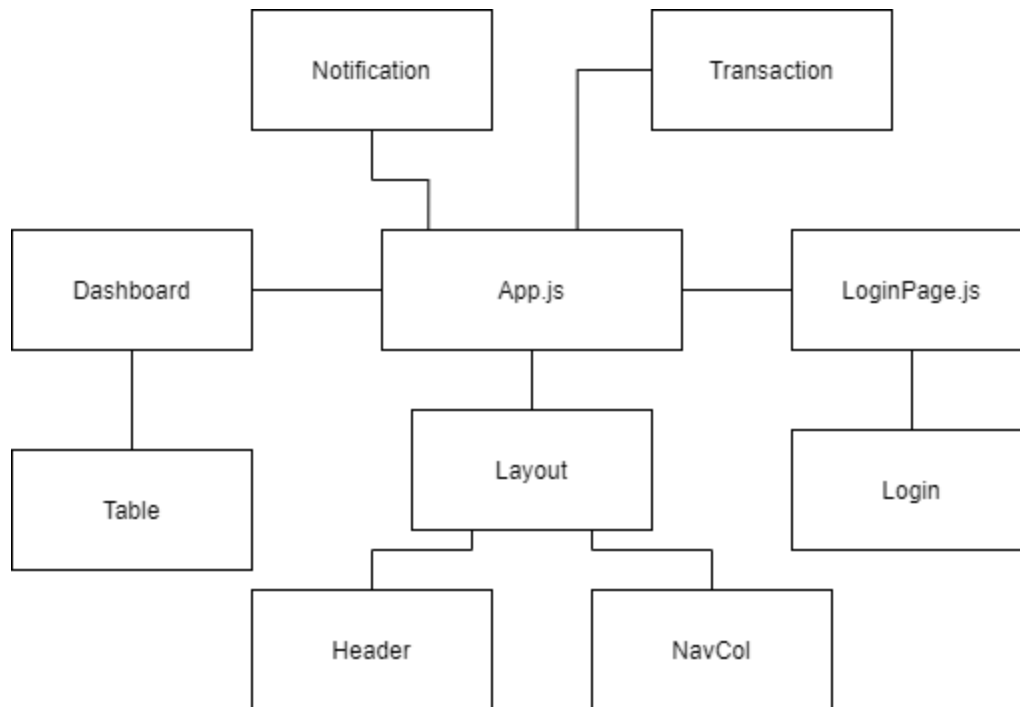 Notification
Transaction
Dashboard
App.js
LoginPage.js
Layout
Login
Table
Header
NavCol